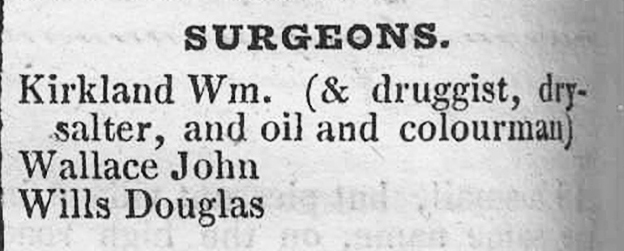 SURGEONS.
Kirkland Wm. (& druggist, dry-
salter, and oil and colourman)
Wallace John
Wills Douglas